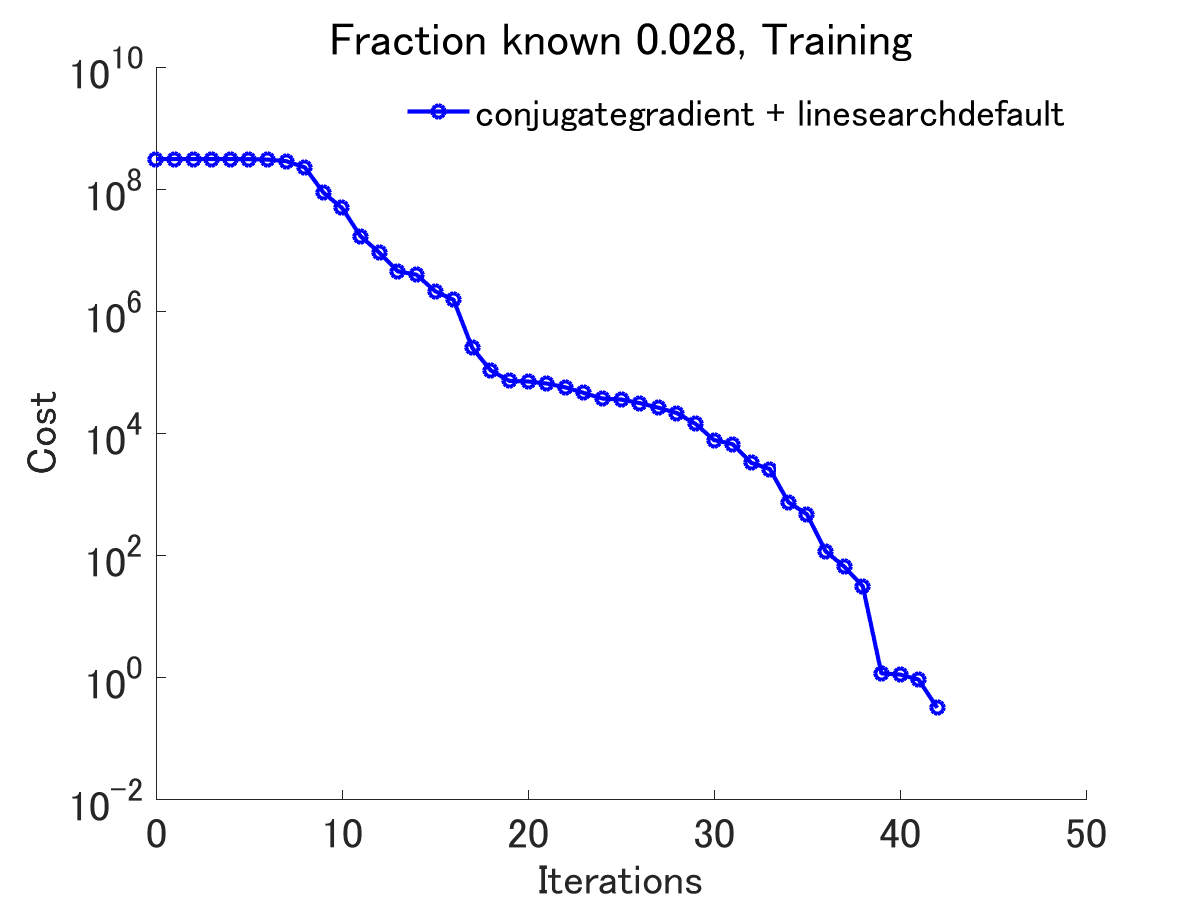 Fraction known 0.028, Training
conjugategradient + linesearchdefault
10^10
10^8
10^6
10^4
10^2
10^0
10^-2
Cost
0 10 20 30 40 50
Iterations